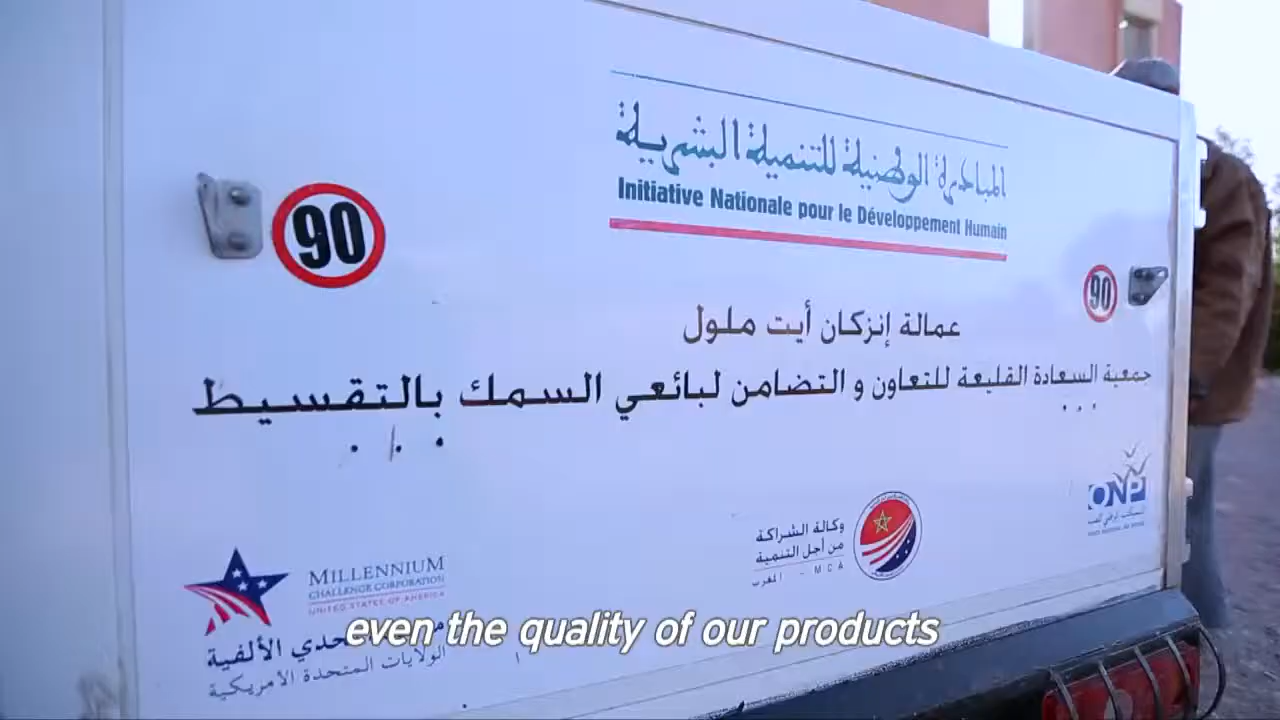 المبادرة الوطنية للتنمية البشرية
Initiative Nationale pour le Développement Humain
90
90
عمالة إنزكان أيت ملول
جمعية السعادة القليعة للتعاون و التضامن لبائعي السمك بالتقسيط
ONP
وكالة الشراكة
من أجل التنمية
المغرب - MCA
MILLENNIUM
CHALLENGE CORPORATION
UNITED STATES OF AMERICA
حدي الألفية
الولايات المتحدة الأمريكية
even the quality of our products